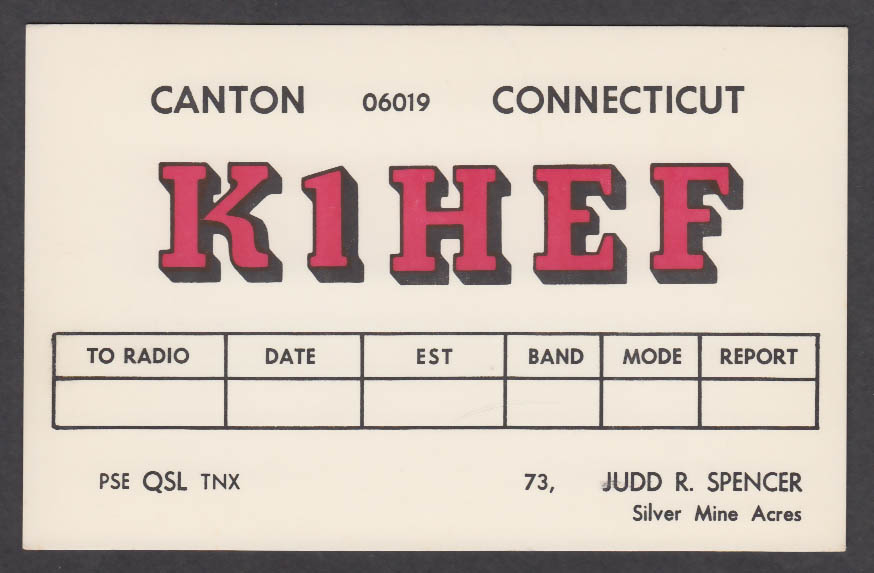 CANTON 06019 CONNECTICUT
K1HEF
TO RADIO DATE EST BAND MODE REPORT
PSE QSL TNX 73, JUDD R. SPENCER
Silver Mine Acres